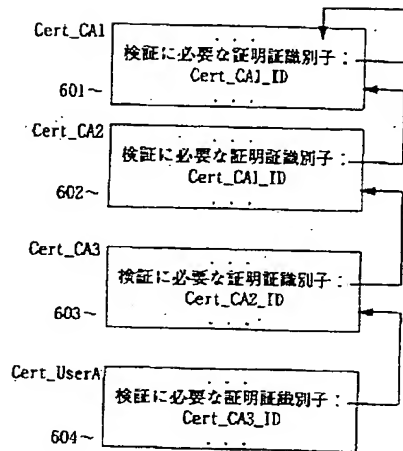 Cert_CA1
. . .
検証に必要な証明証識別子:
Cert_CA1_ID
. . .
601~
Cert_CA2
. . .
検証に必要な証明証識別子:
Cert_CA1_ID
. . .
602~
Cert_CA3
. . .
検証に必要な証明証識別子:
Cert_CA2_ID
. . .
603~
Cert_UserA
. . .
検証に必要な証明証識別子:
Cert_CA3_ID
. . .
604~